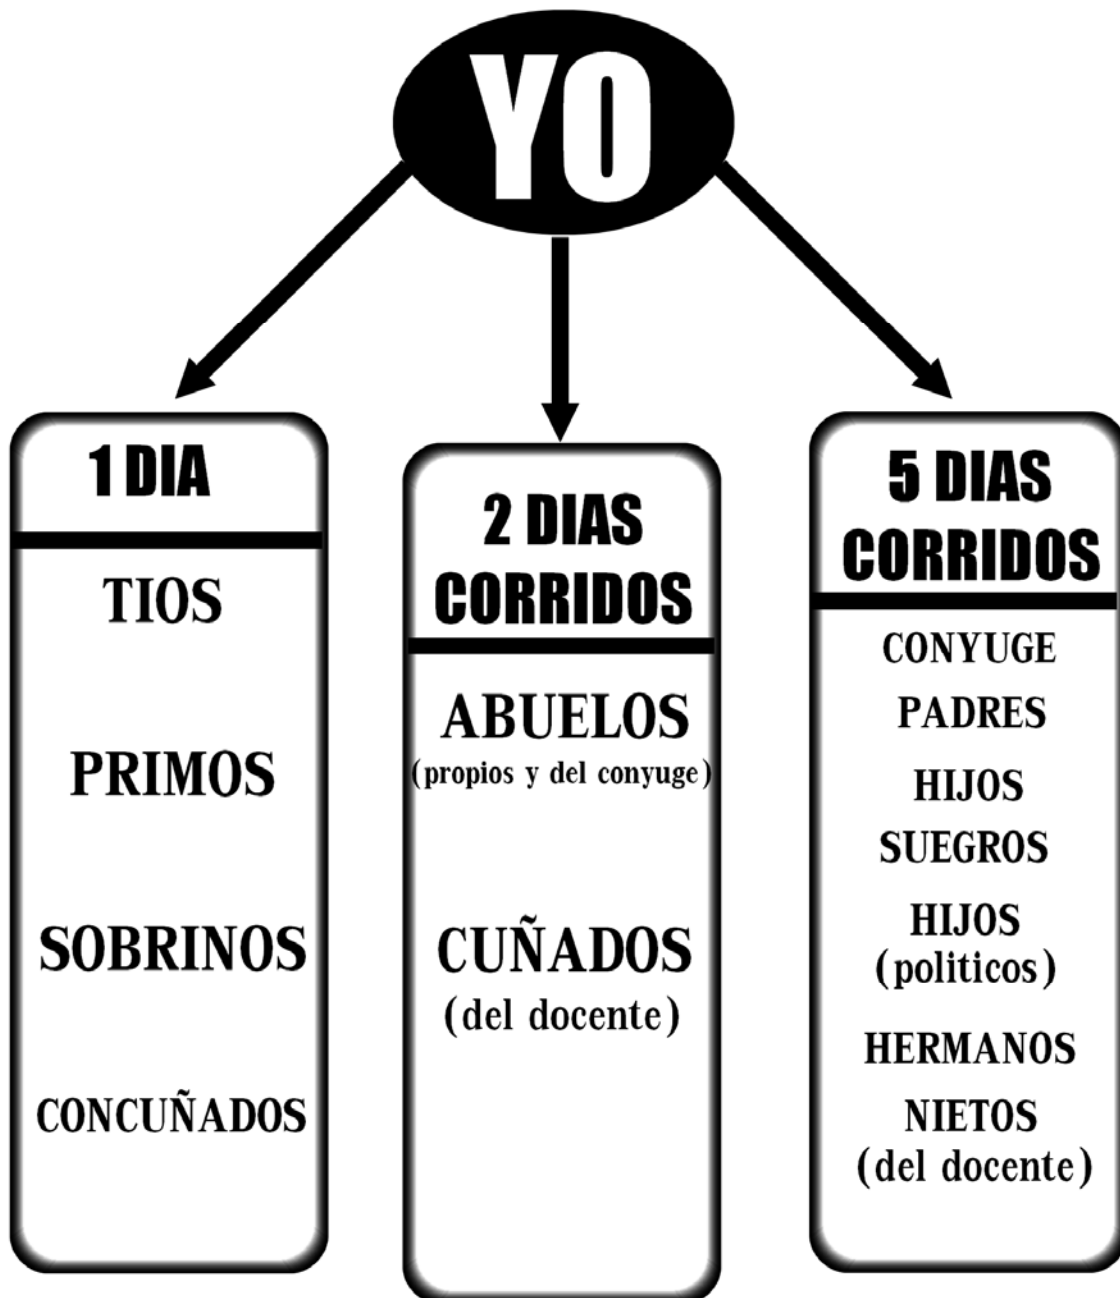 YO
1 DIA
TIOS
PRIMOS
SOBRINOS
CONCUÑADOS
2 DIAS
CORRIDOS
ABUELOS
(propios y del conyuge)
CUÑADOS
(del docente)
5 DIAS
CORRIDOS
CONYUGE
PADRES
HIJOS
SUEGROS
HIJOS
(politicos)
HERMANOS
NIETOS
(del docente)